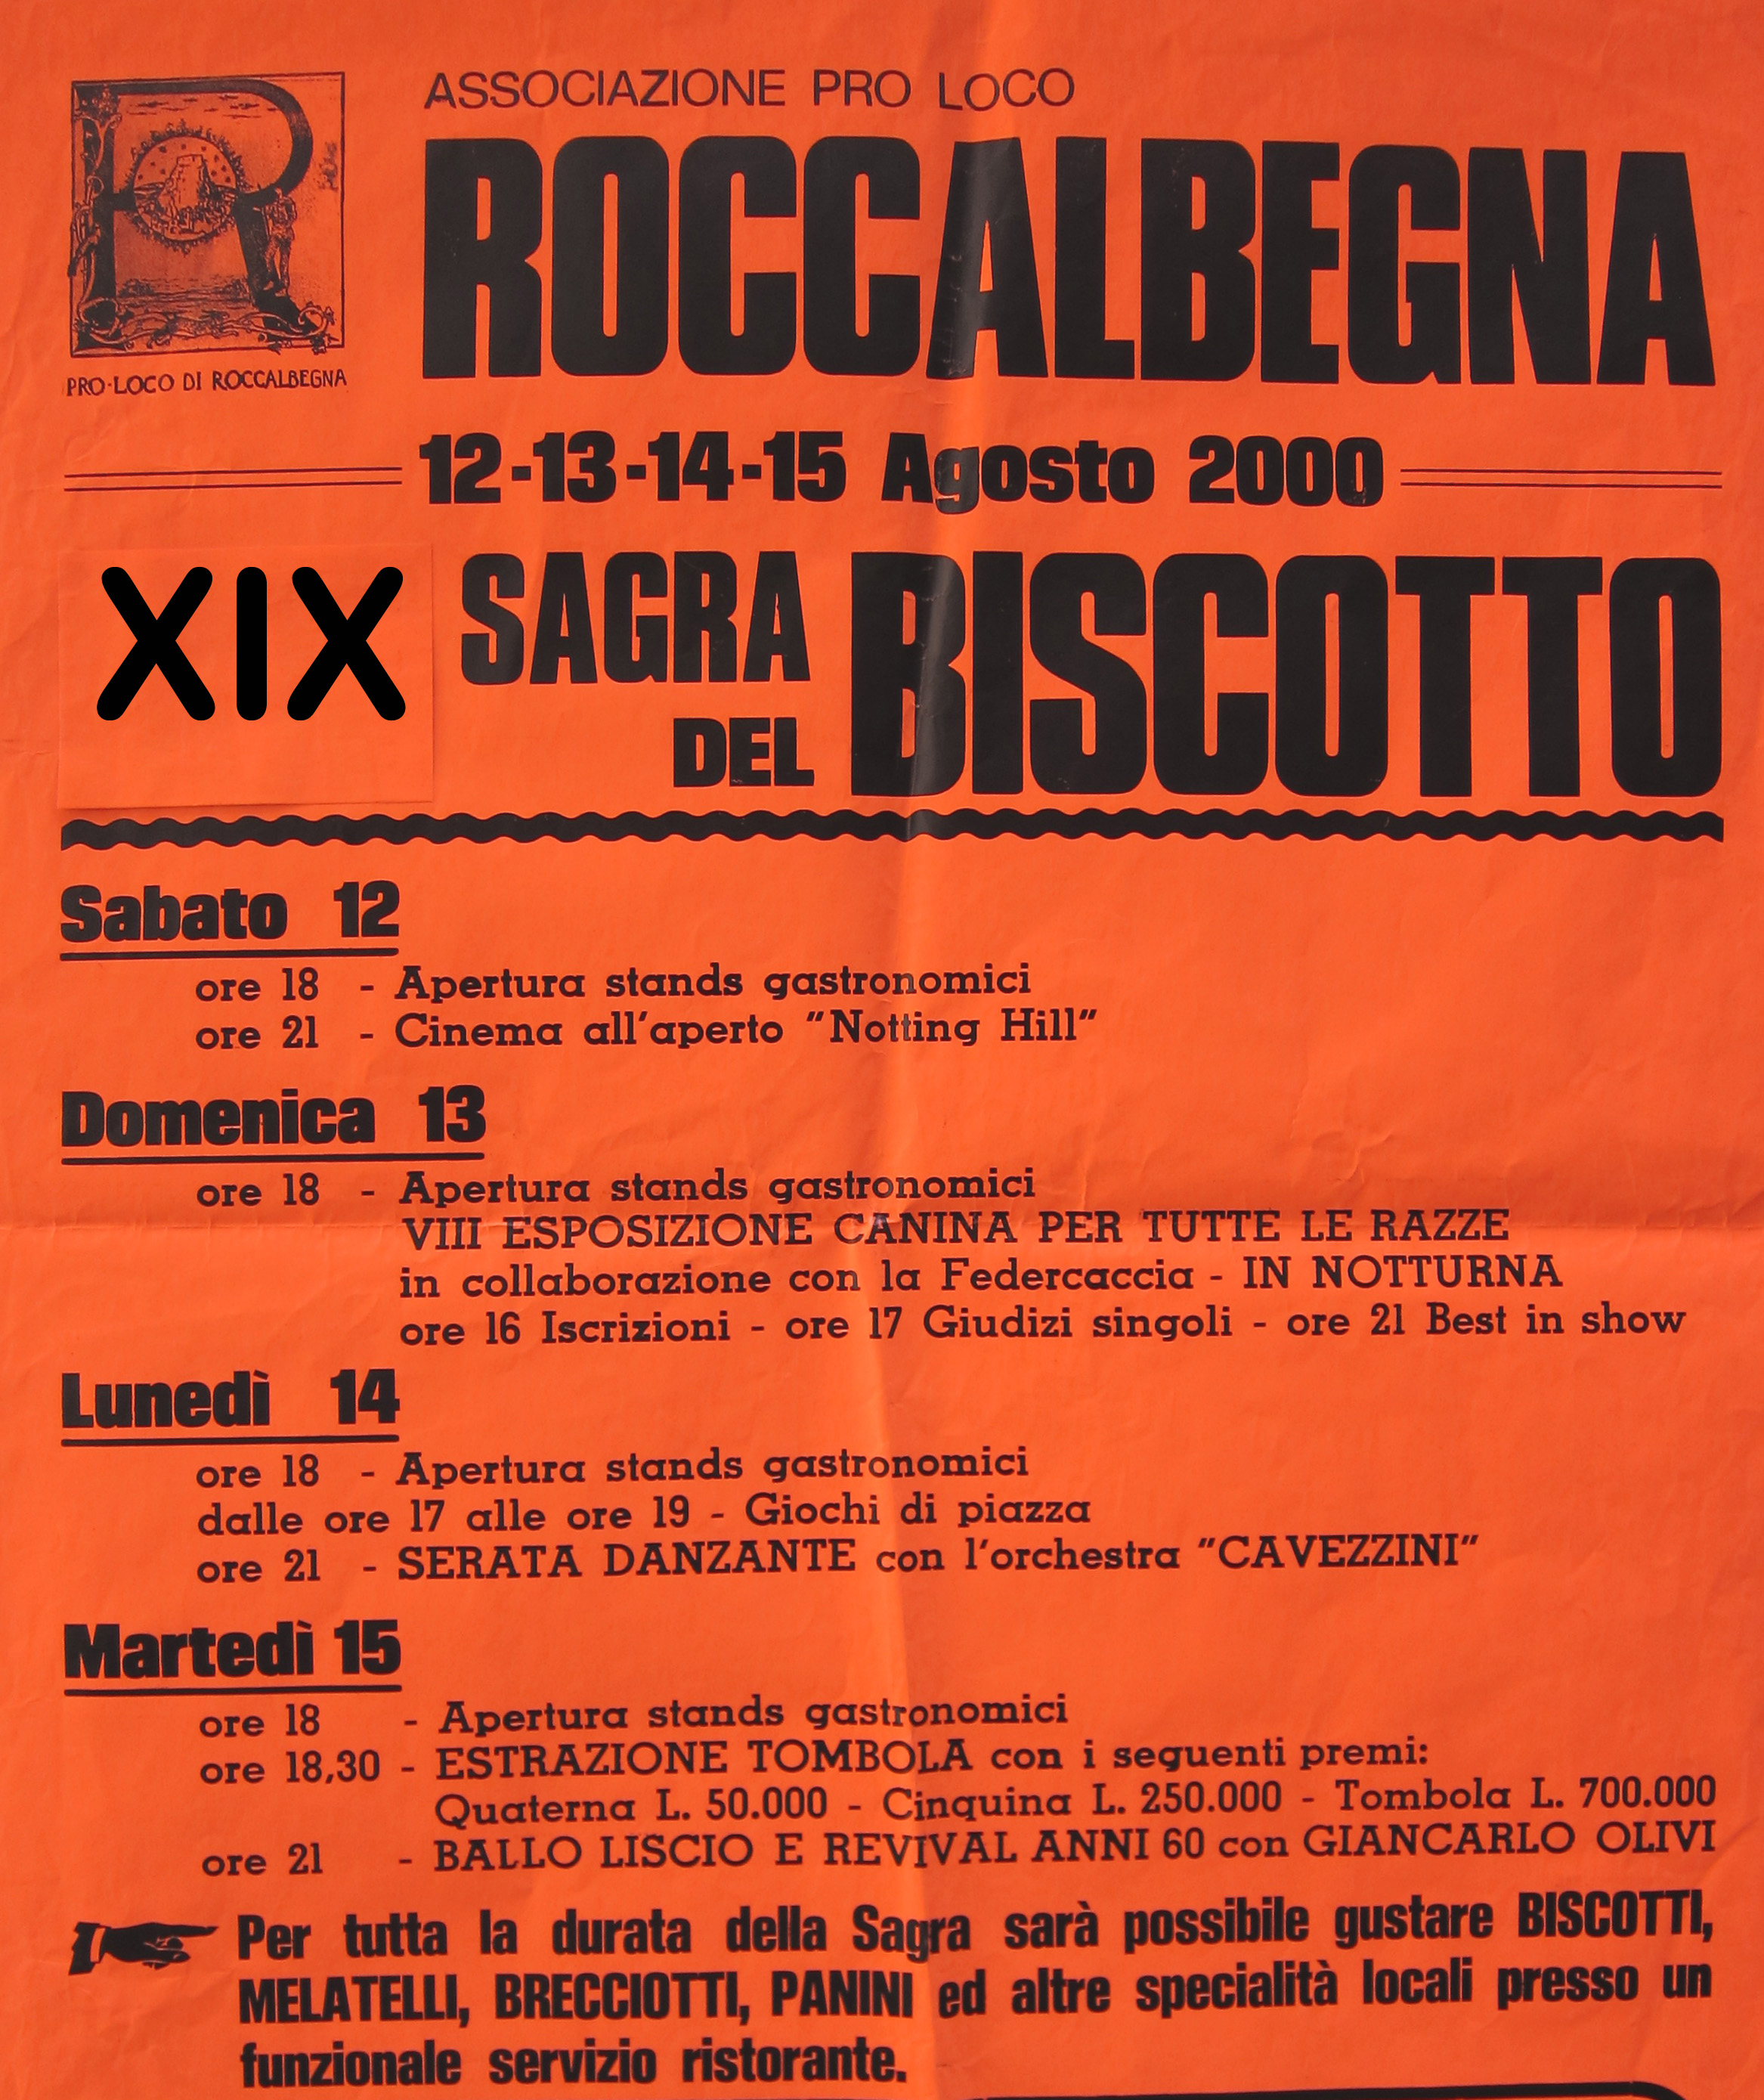 ASSOCIAZIONE PRO LOCO
ROCCALBEGNA
PRO-LOCO DI ROCCALBEGNA
12-13-14-15 Agosto 2000
XIX SAGRA DEL BISCOTTO
Sabato 12
ore 18 - Apertura stands gastronomici
ore 21 - Cinema all'aperto "Notting Hill"
Domenica 13
ore 18 - Apertura stands gastronomici
VIII ESPOSIZIONE CANINA PER TUTTE LE RAZZE
in collaborazione con la Federcaccia - IN NOTTURNA
ore 16 Iscrizioni - ore 17 Giudizi singoli - ore 21 Best in show
Lunedì 14
ore 18 - Apertura stands gastronomici
dalle ore 17 alle ore 19 - Giochi di piazza
ore 21 - SERATA DANZANTE con l'orchestra "CAVEZZINI"
Martedì 15
ore 18 - Apertura stands gastronomici
ore 18,30 - ESTRAZIONE TOMBOLA con i seguenti premi:
Quaterna L. 50.000 - Cinquina L. 250.000 - Tombola L. 700.000
ore 21 - BALLO LISCIO E REVIVAL ANNI 60 con GIANCARLO OLIVI
Per tutta la durata della Sagra sarà possibile gustare BISCOTTI,
MELATELLI, BRECCIOTTI, PANINI ed altre specialità locali presso un
funzionale servizio ristorante.